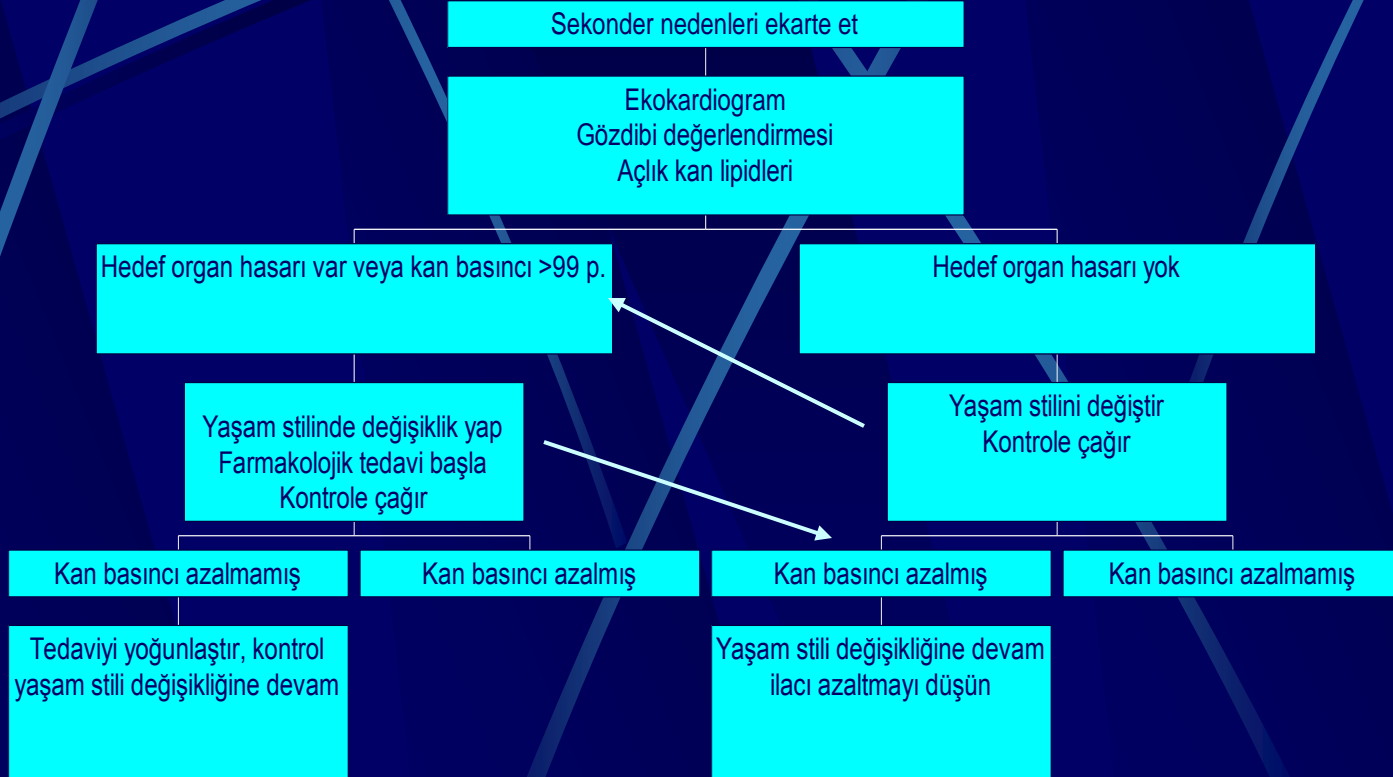 Sekonder nedenleri ekarte et
Ekokardiogram
Gözdibi değerlendirmesi
Açlık kan lipidleri
Hedef organ hasarı var veya kan basıncı >99 p.
Hedef organ hasarı yok
Yaşam stilinde değişiklik yap
Farmakolojik tedavi başla
Kontrole çağır
Yaşam stilini değiştir
Kontrole çağır
Kan basıncı azalmamış
Kan basıncı azalmış
Kan basıncı azalmış
Kan basıncı azalmamış
Tedaviyi yoğunlaştır, kontrol
yaşam stili değişikliğine devam
Yaşam stili değişikliğine devam
ilacı azaltmayı düşün